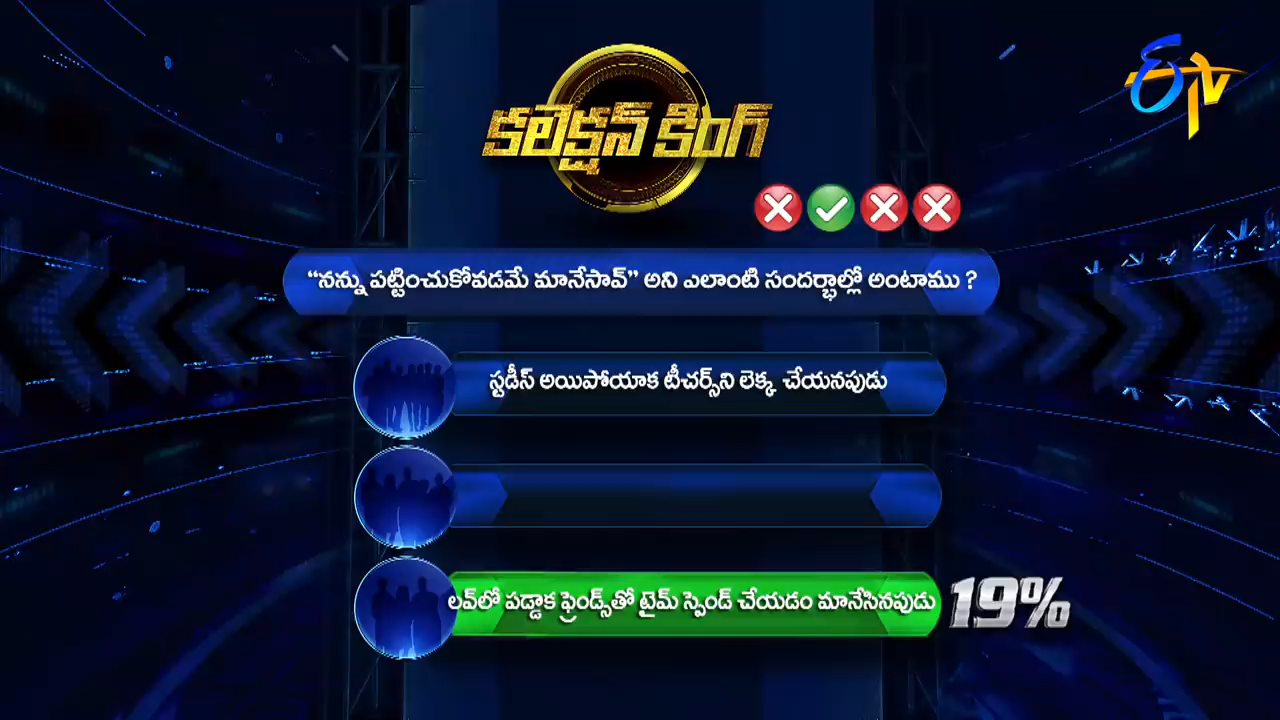 ETV
కలెక్షన్ కింగ్
“నన్ను పట్టించుకోవడమే మానేసావ్” అని ఎలాంటి సందర్భాల్లో అంటాము ?
స్టడీస్ అయిపోయాక టీచర్స్‌ని లెక్క చేయనపుడు
లవ్‌లో పడ్డాక ఫ్రెండ్స్‌తో టైమ్ స్పెండ్ చేయడం మానేసినపుడు
19%